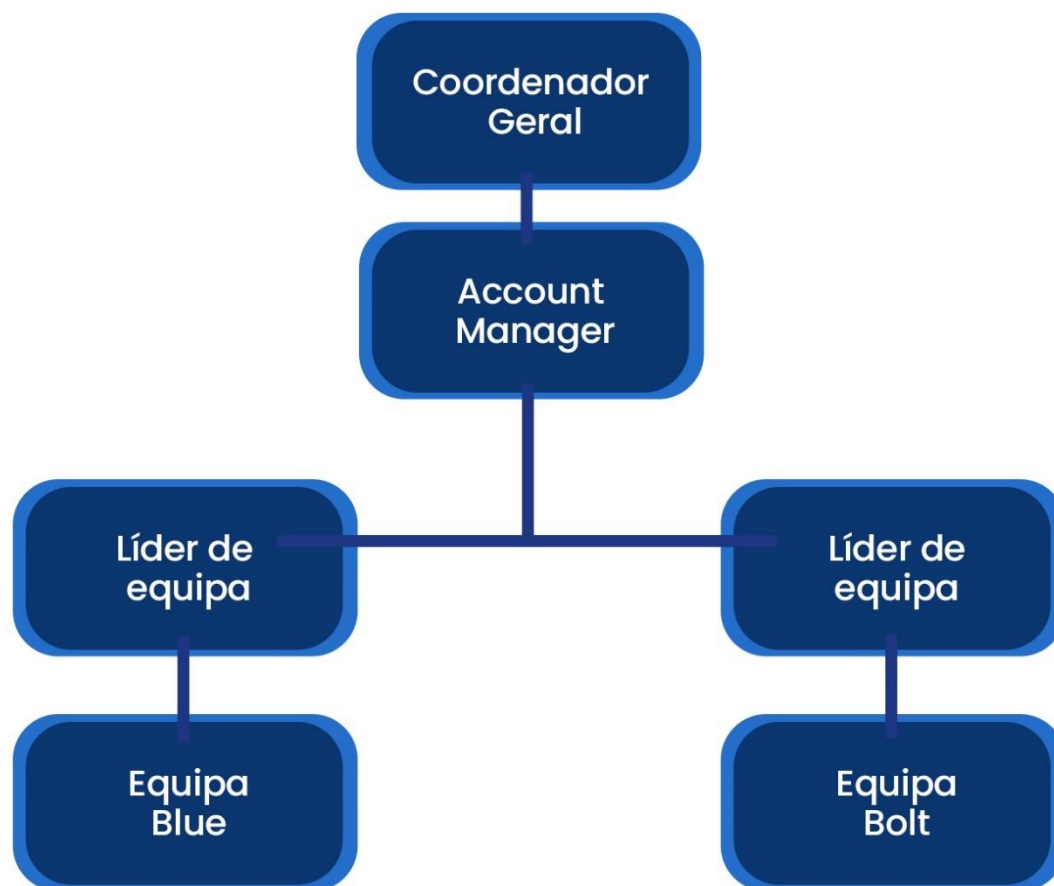 Coordenador
Geral
Account
Manager
Líder de
equipa
Líder de
equipa
Equipa
Blue
Equipa
Bolt